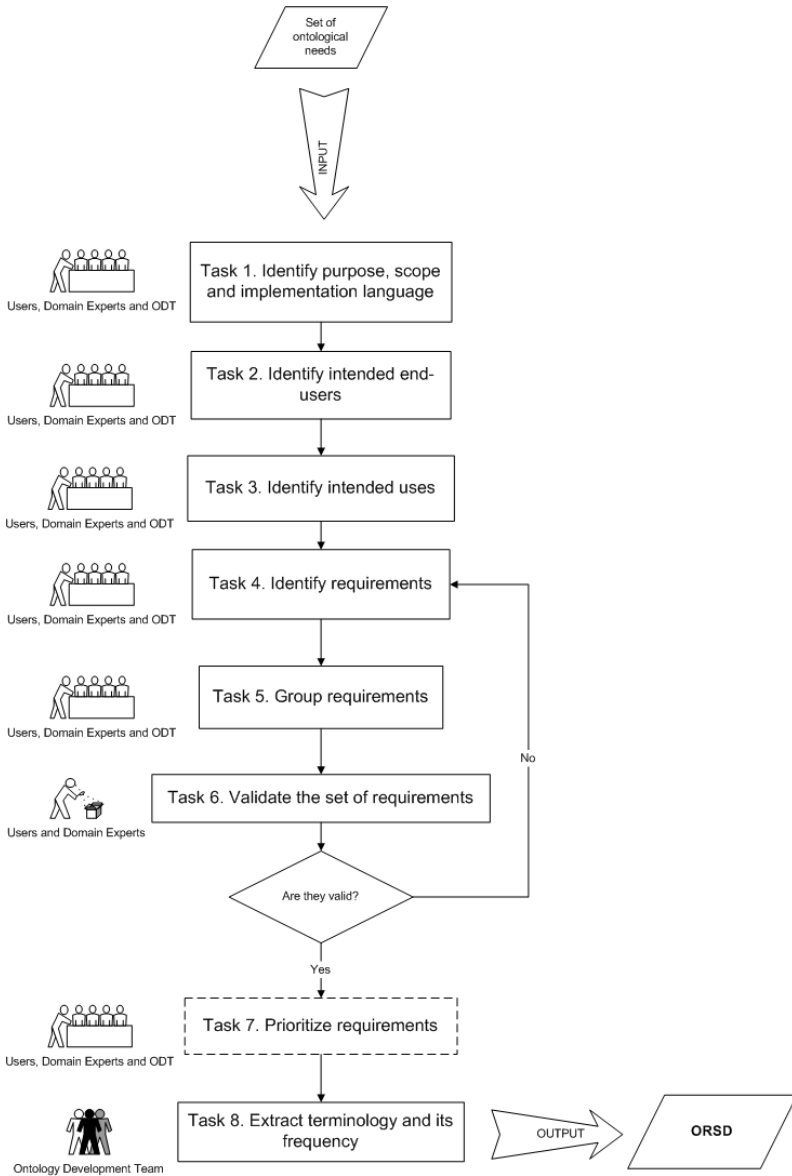 Set of
ontological
needs
INPUT
Task 1. Identify purpose, scope
and implementation language
Users, Domain Experts and ODT
Task 2. Identify intended end-
users
Users, Domain Experts and ODT
Task 3. Identify intended uses
Users, Domain Experts and ODT
Task 4. Identify requirements
Users, Domain Experts and ODT
Task 5. Group requirements
Users, Domain Experts and ODT
No
Task 6. Validate the set of requirements
Users and Domain Experts
Are they valid?
Yes
Task 7. Prioritize requirements
Users, Domain Experts and ODT
Task 8. Extract terminology and its
frequency
OUTPUT
ORSD
Ontology Development Team